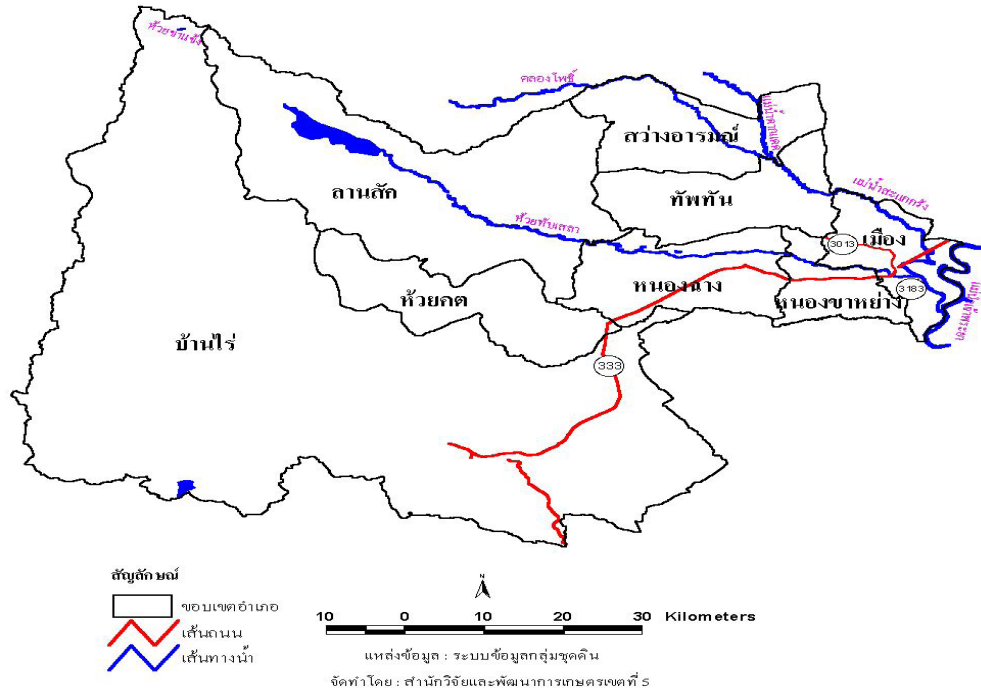 ห้วยขาแข้ง
คลองโพธิ์
แม่น้ำตากแดด
สว่างอารมณ์
ลานสัก
ทัพทัน
แม่น้ำสะแกกรัง
ห้วยทับเสลา
เมือง
3013
ห้วยคต
หนองฉาง
หนองขาหย่าง
3183
แม่น้ำเจ้าพระยา
บ้านไร่
333
สัญลักษณ์
ขอบเขตอำเภอ
เส้นถนน
เส้นทางน้ำ
N
10 0 10 20 30 Kilometers
แหล่งข้อมูล : ระบบข้อมูลกลุ่มชุดดิน
จัดทำโดย : สำนักวิจัยและพัฒนาการเกษตรเขตที่ 5